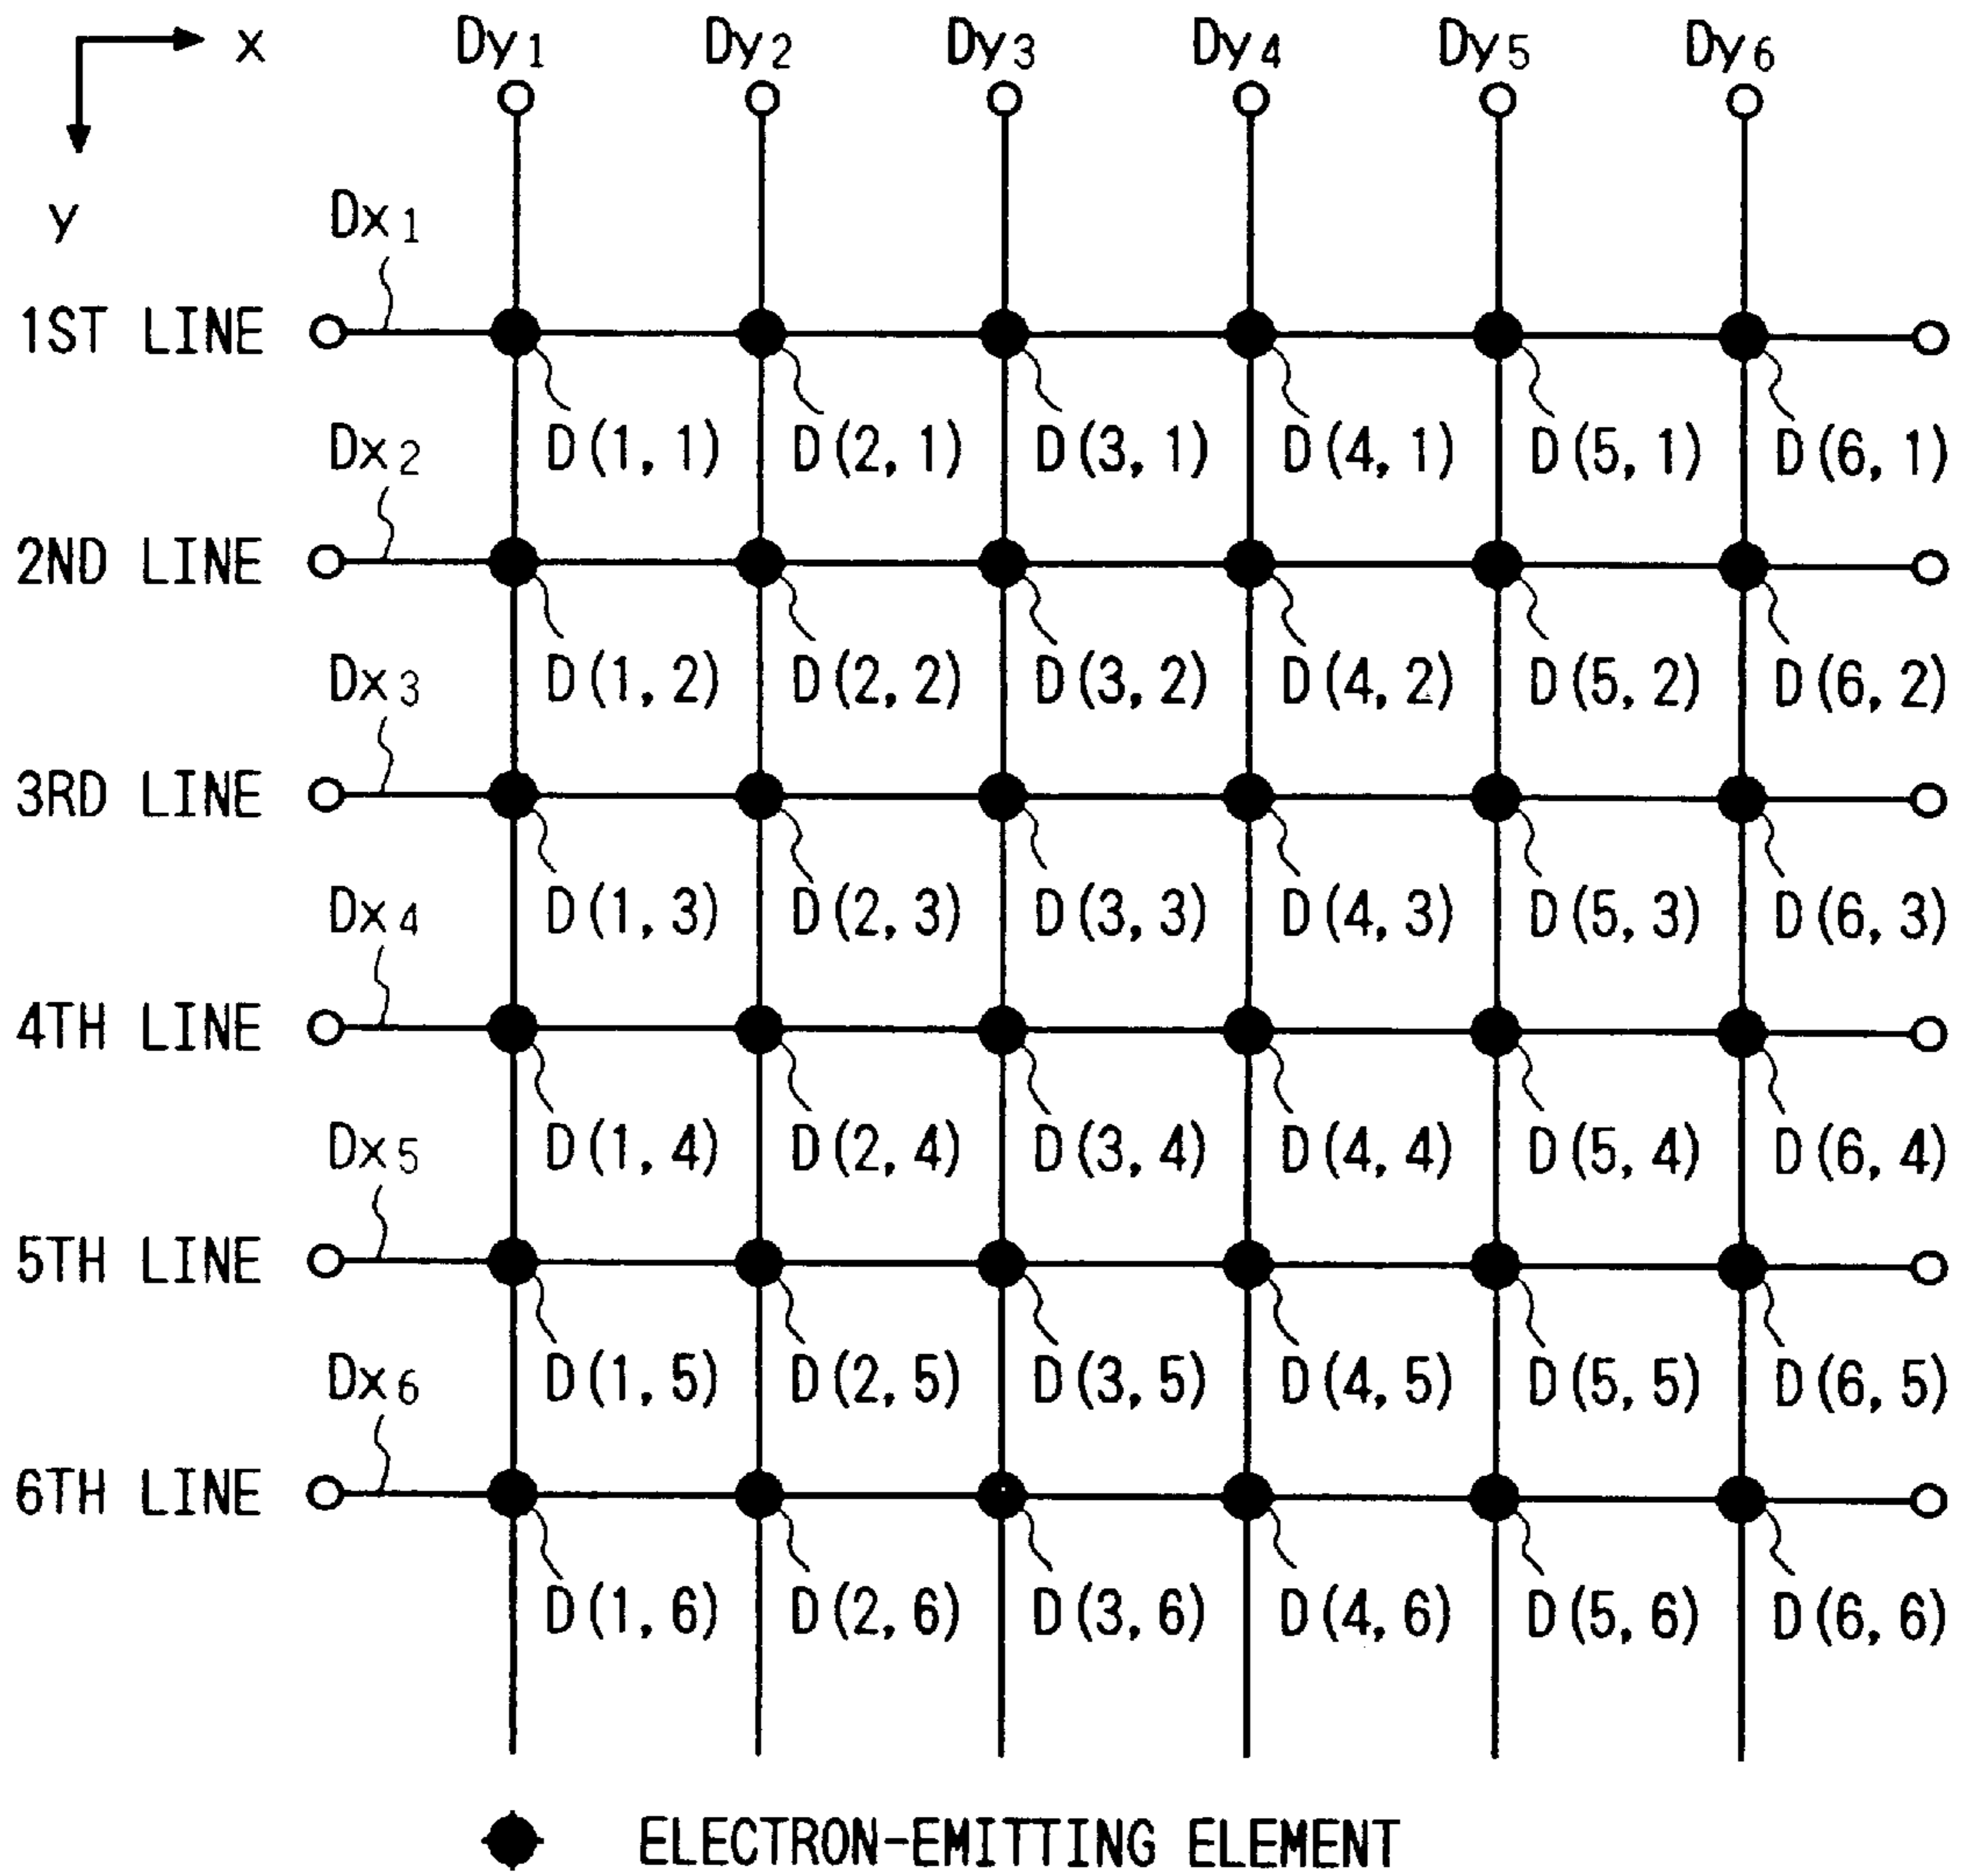 x Dy1 Dy2 Dy3 Dy4 Dy5 Dy6
y
Dx1
1ST LINE
D(1,1) D(2,1) D(3,1) D(4,1) D(5,1) D(6,1)
Dx2
2ND LINE
D(1,2) D(2,2) D(3,2) D(4,2) D(5,2) D(6,2)
Dx3
3RD LINE
D(1,3) D(2,3) D(3,3) D(4,3) D(5,3) D(6,3)
Dx4
4TH LINE
D(1,4) D(2,4) D(3,4) D(4,4) D(5,4) D(6,4)
Dx5
5TH LINE
D(1,5) D(2,5) D(3,5) D(4,5) D(5,5) D(6,5)
Dx6
6TH LINE
D(1,6) D(2,6) D(3,6) D(4,6) D(5,6) D(6,6)
ELECTRON-EMITTING ELEMENT